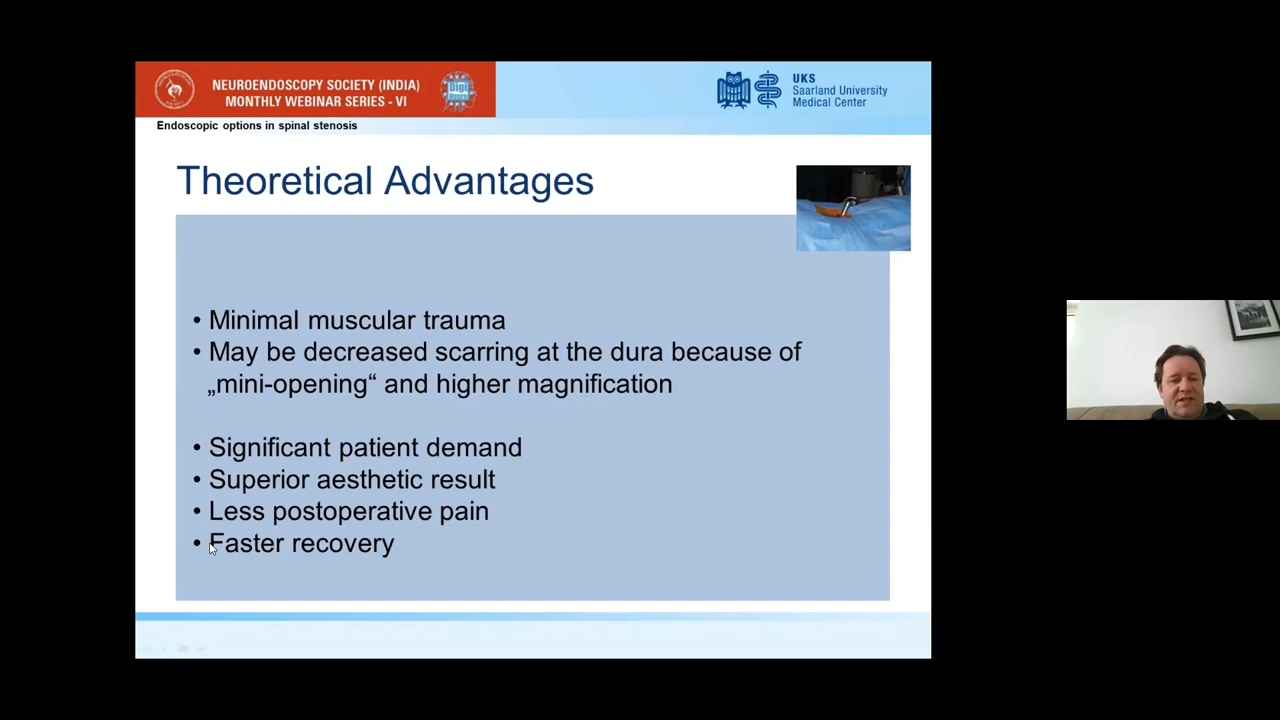 NEUROENDOSCOPY SOCIETY (INDIA)
MONTHLY WEBINAR SERIES - VI
UKS
Saarland University
Medical Center
Endoscopic options in spinal stenosis
Theoretical Advantages
• Minimal muscular trauma
• May be decreased scarring at the dura because of
„mini-opening“ and higher magnification
• Significant patient demand
• Superior aesthetic result
• Less postoperative pain
• Faster recovery